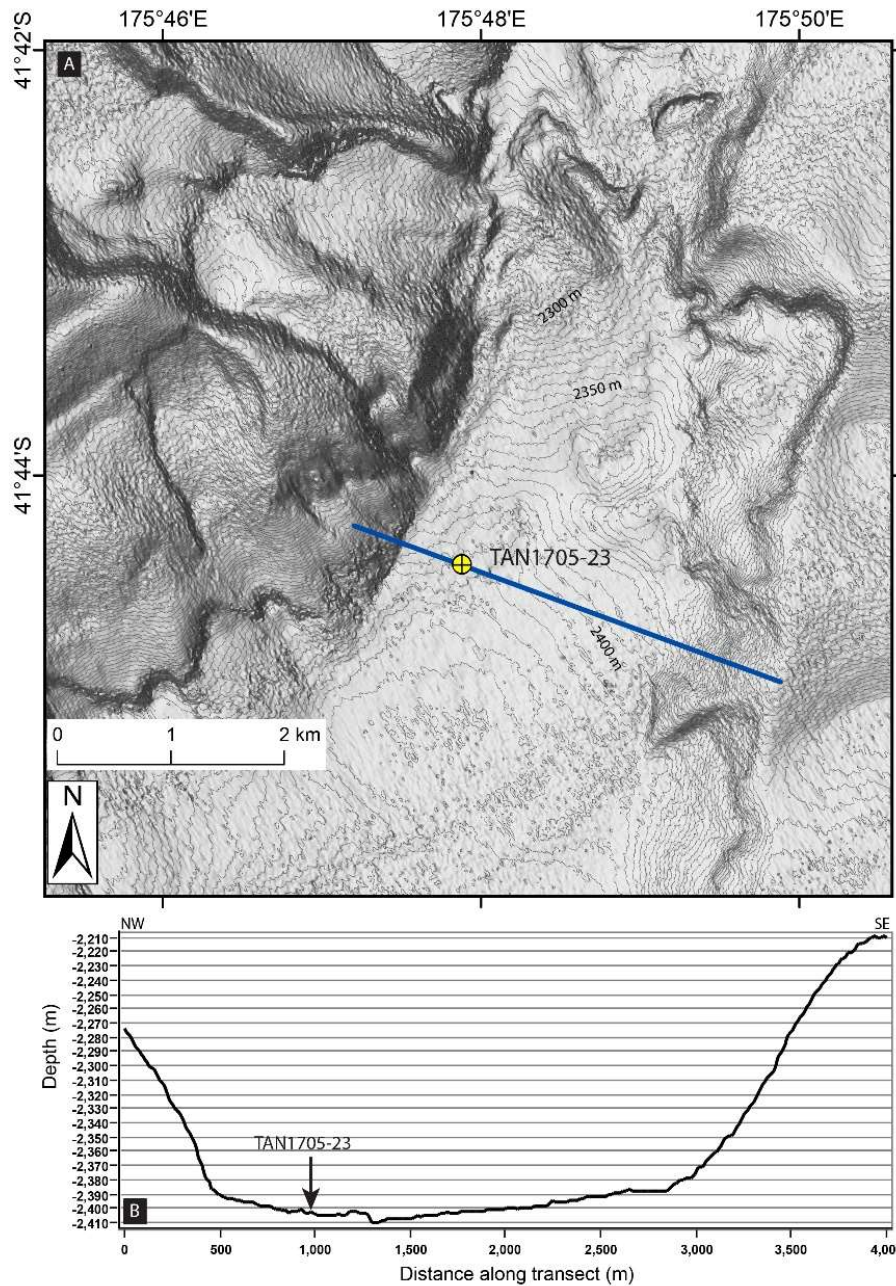 175°46'E 175°48'E 175°50'E
41°42'S
A
2300 m
2350 m
41°44'S
TAN1705-23
2400 m
0 1 2 km
N
NW SE
-2,210
-2,220
-2,230
-2,240
-2,250
-2,260
-2,270
-2,280
-2,290
-2,300
-2,310
-2,320
-2,330
-2,340
-2,350
-2,360
-2,370
-2,380
-2,390
-2,400
-2,410
Depth (m)
TAN1705-23
B
0 500 1,000 1,500 2,000 2,500 3,000 3,500 4,00
Distance along transect (m)